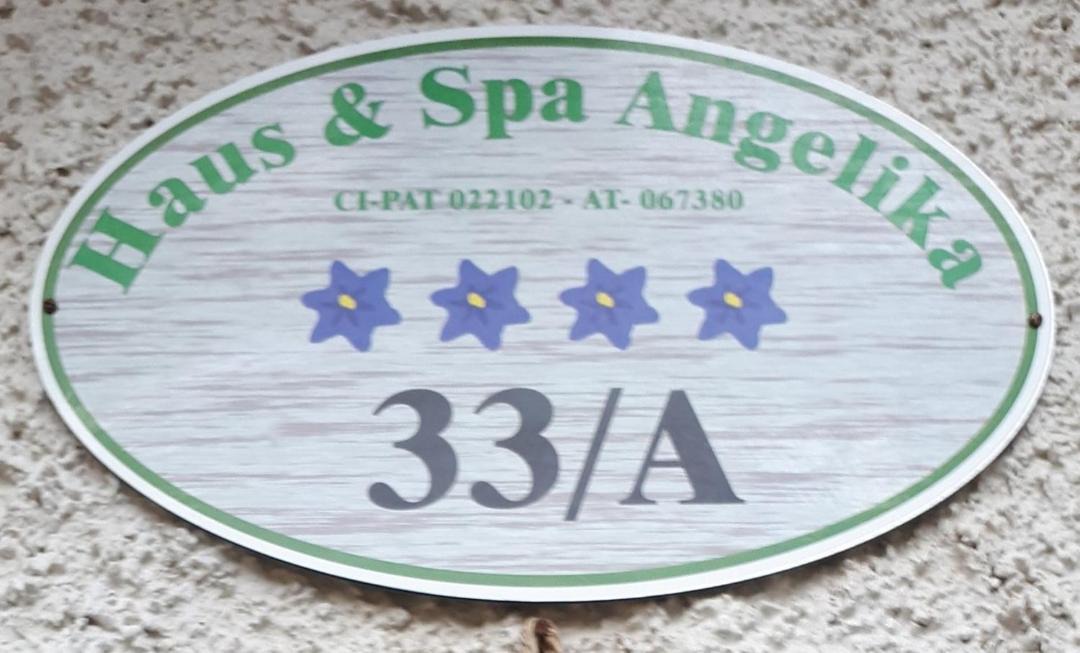 Haus & Spa Angelika
CI-PAT 022102 - AT- 067380
33/A